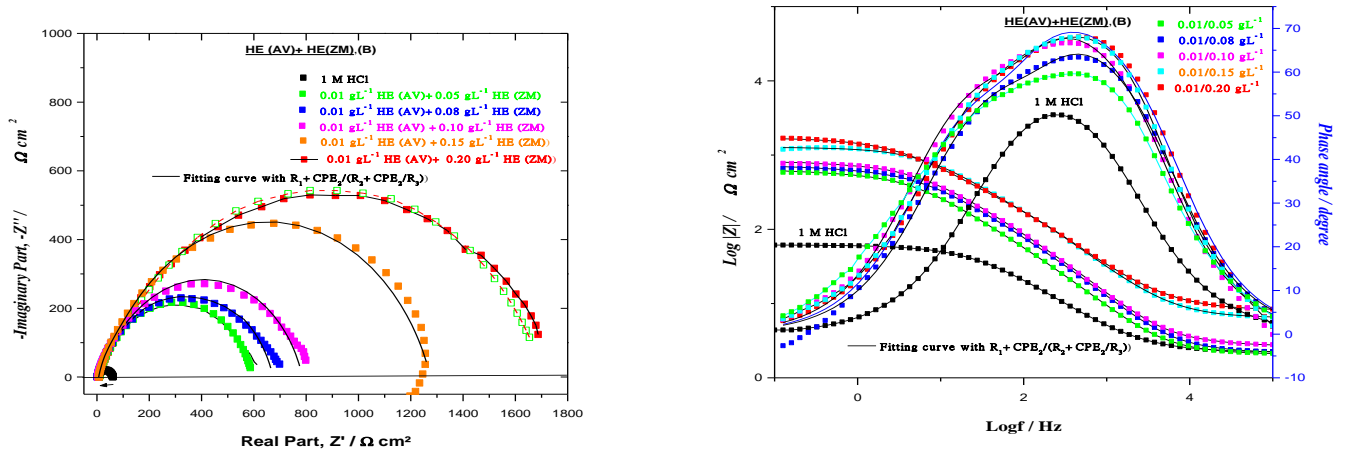 HE (AV)+ HE(ZM).(B)
1 M HCl
0.01 gL⁻¹ HE (AV)+ 0.05 gL⁻¹ HE (ZM)
0.01 gL⁻¹ HE (AV)+ 0.08 gL⁻¹ HE (ZM)
0.01 gL⁻¹ HE (AV) + 0.10 gL⁻¹ HE (ZM)
0.01 gL⁻¹ HE (AV) + 0.15 gL⁻¹ HE (ZM))
0.01 gL⁻¹ HE (AV)+ 0.20 gL⁻¹ HE (ZM))
Fitting curve with R₁+ CPE₂/(R₂+ CPE₂/R₃))
-Imaginary Part, -Z''/ Ω cm ²
1000
800
600
400
200
0
0
200
400
600
800
1000
1200
1400
1600
1800
Real Part, Z' / Ω cm²
HE(AV)+HE(ZM).(B)
0.01/0.05 gL⁻¹
0.01/0.08 gL⁻¹
0.01/0.10 gL⁻¹
0.01/0.15 gL⁻¹
0.01/0.20 gL⁻¹
1 M HCl
1 M HCl
Fitting curve with R₁+ CPE₂/(R₂+ CPE₂/R₃))
Log |Z|/ Ω cm ²
4
2
0
0
2
4
Logf / Hz
75
70
60
50
40
30
20
10
0
-10
Phase angle / degree